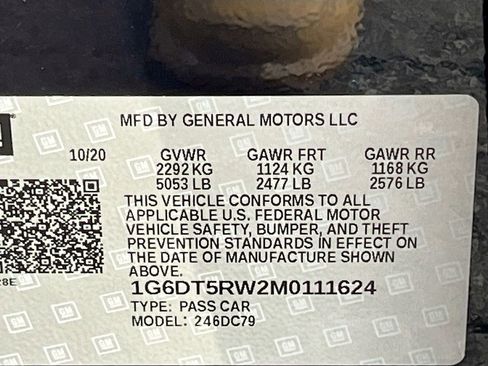 GM
MFD BY GENERAL MOTORS LLC
10/20 GVWR GAWR FRT GAWR RR
2292 KG 1124 KG 1168 KG
5053 LB 2477 LB 2576 LB
THIS VEHICLE CONFORMS TO ALL
APPLICABLE U.S. FEDERAL MOTOR
VEHICLE SAFETY, BUMPER, AND THEFT
PREVENTION STANDARDS IN EFFECT ON
THE DATE OF MANUFACTURE SHOWN
ABOVE.
28E
1G6DT5RW2M0111624
TYPE: PASS CAR
MODEL: 246DC79